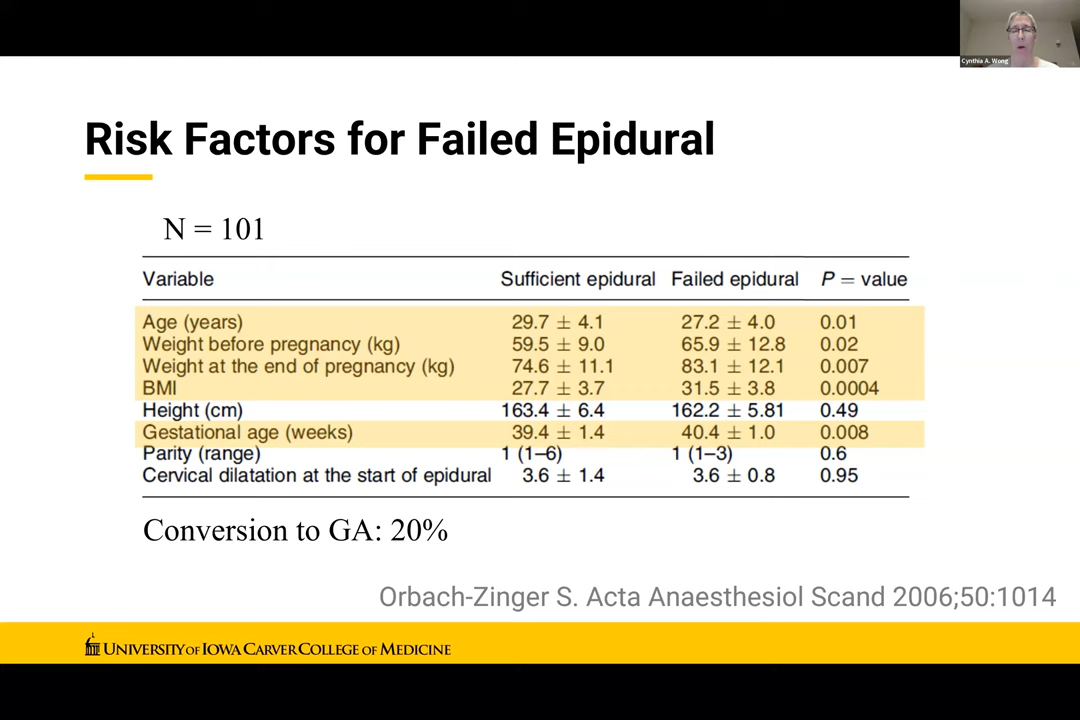 Cynthia A. Wong
Risk Factors for Failed Epidural
N = 101
Variable Sufficient epidural Failed epidural P = value
Age (years) 29.7 ± 4.1 27.2 ± 4.0 0.01
Weight before pregnancy (kg) 59.5 ± 9.0 65.9 ± 12.8 0.02
Weight at the end of pregnancy (kg) 74.6 ± 11.1 83.1 ± 12.1 0.007
BMI 27.7 ± 3.7 31.5 ± 3.8 0.0004
Height (cm) 163.4 ± 6.4 162.2 ± 5.81 0.49
Gestational age (weeks) 39.4 ± 1.4 40.4 ± 1.0 0.008
Parity (range) 1 (1–6) 1 (1–3) 0.6
Cervical dilatation at the start of epidural 3.6 ± 1.4 3.6 ± 0.8 0.95
Conversion to GA: 20%
Orbach-Zinger S. Acta Anaesthesiol Scand 2006;50:1014
UNIVERSITY OF IOWA CARVER COLLEGE OF MEDICINE